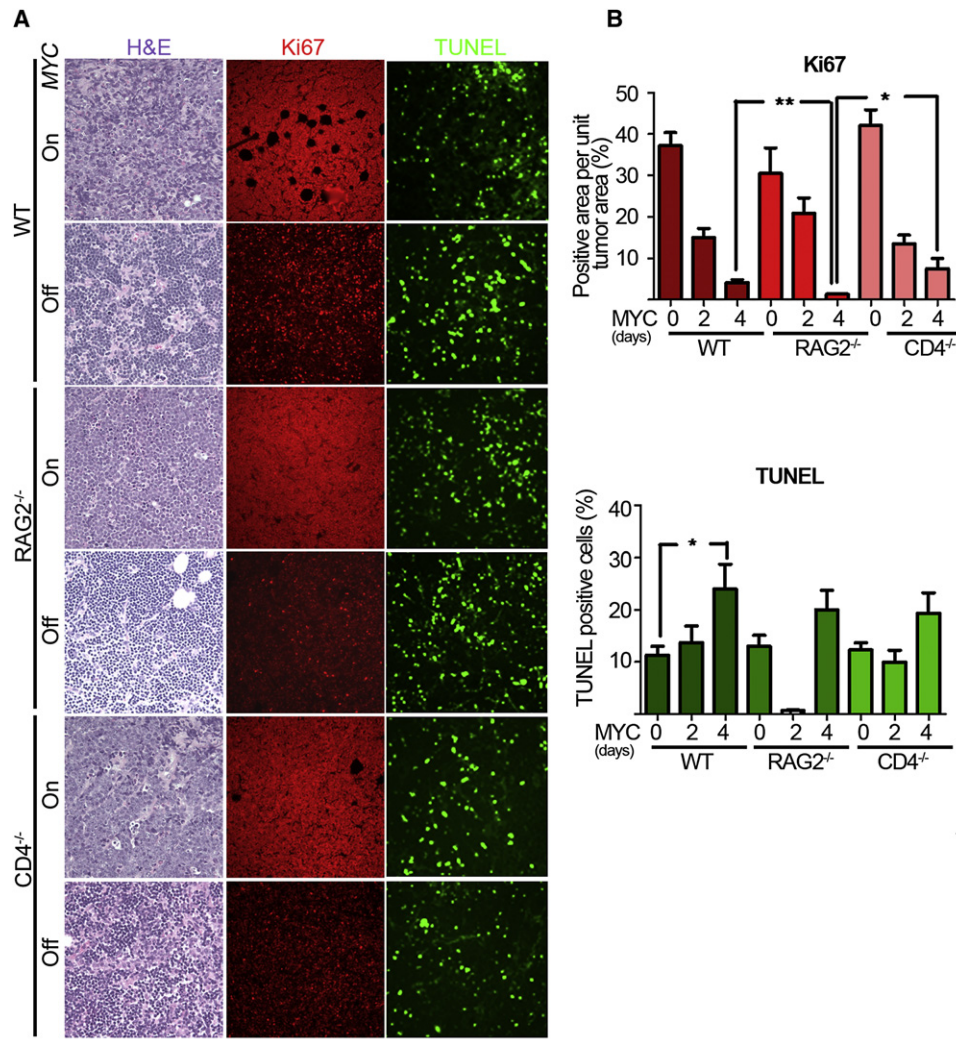 A
H&E
Ki67
TUNEL
MYC
On
Off
WT
On
Off
RAG2-/-
On
Off
CD4-/-
B
Ki67
Positive area per unit
tumor area (%)
50
40
30
20
10
**
*
MYC 0 2 4 0 2 4 0 2 4
(days)
WT RAG2-/- CD4-/-
TUNEL
TUNEL positive cells (%)
40
30
20
10
*
MYC 0 2 4 0 2 4 0 2 4
(days)
WT RAG2-/- CD4-/-